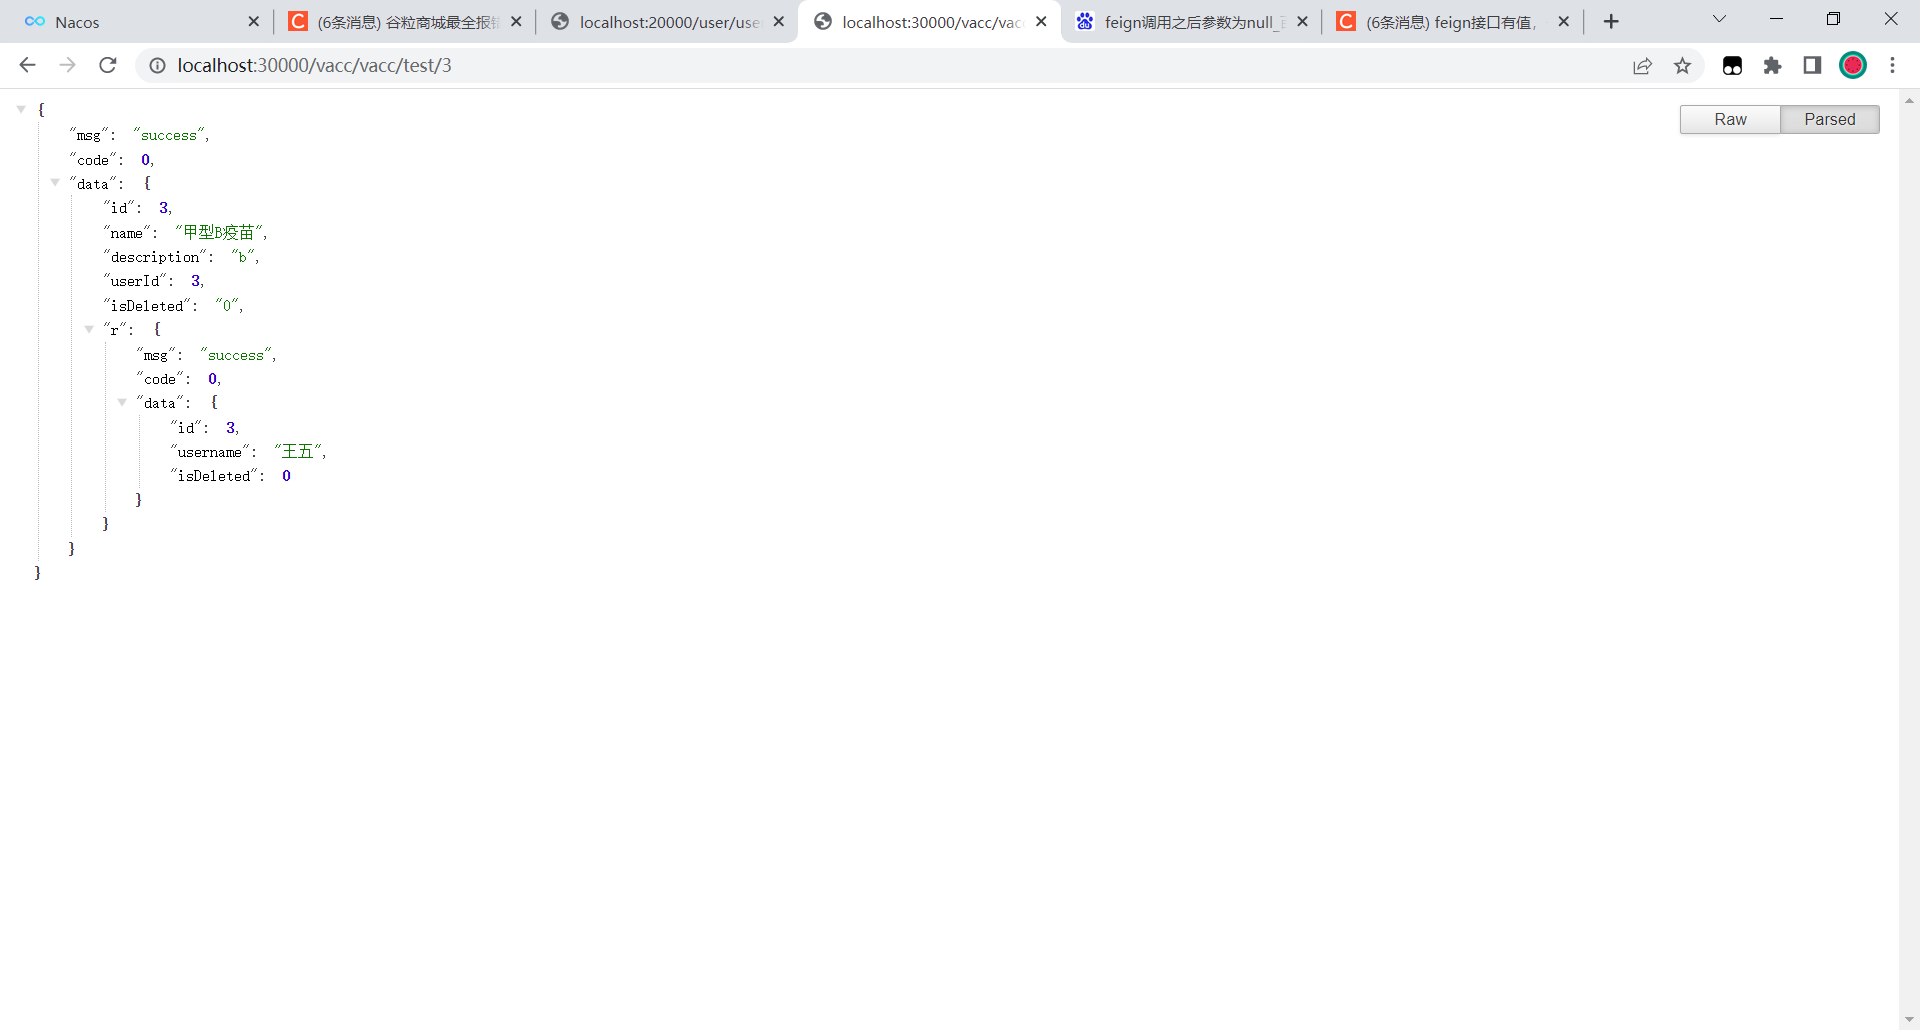 Nacos
(6条消息) 谷粒商城最全报错
localhost:20000/user/use
localhost:30000/vacc/vac
feign调用之后参数为null_百
(6条消息) feign接口有值,
localhost:30000/vacc/vacc/test/3
Raw
Parsed
{
"msg": "success",
"code": 0,
"data": {
"id": 3,
"name": "甲型B疫苗",
"description": "b",
"userId": 3,
"isDeleted": "0",
"r": {
"msg": "success",
"code": 0,
"data": {
"id": 3,
"username": "王五",
"isDeleted": 0
}
}
}
}